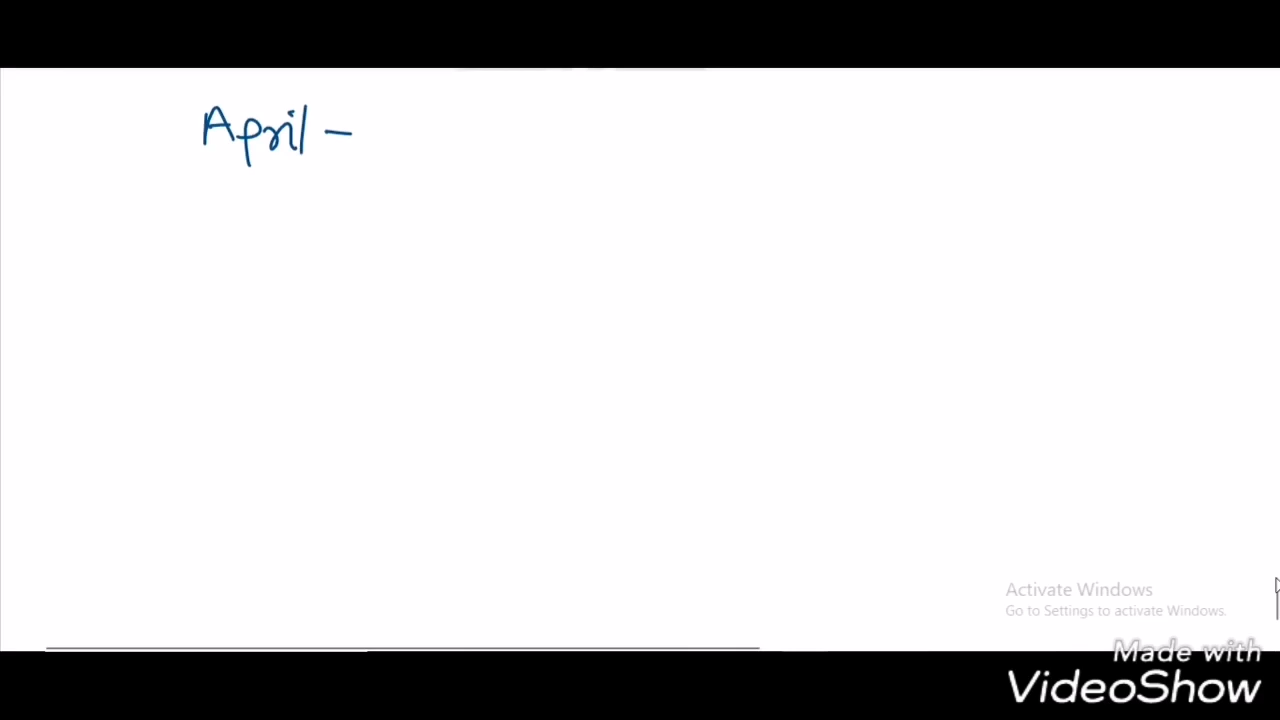 April -
Activate Windows
Go to Settings to activate Windows.
Made with
VideoShow